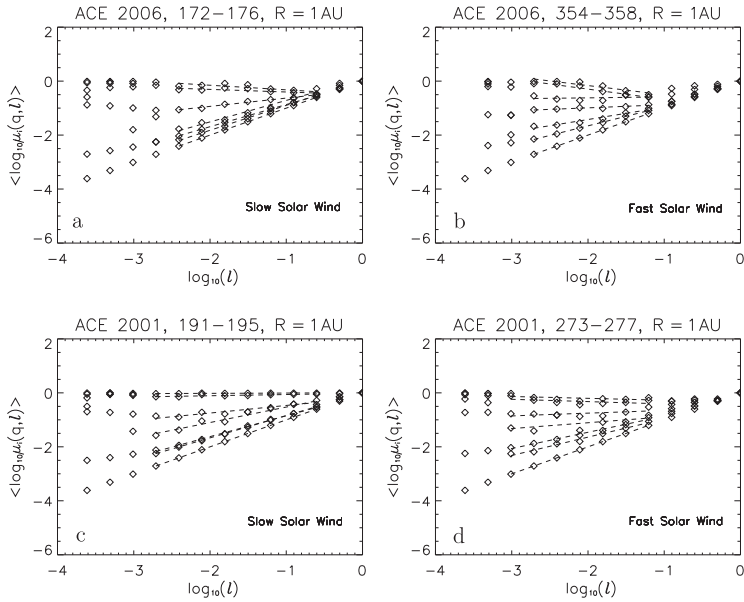 ACE 2006, 172−176, R = 1AU
2
0
−2
−4
−6
<log₁₀μᵢ(q,l)>
a
Slow Solar Wind
−4 −3 −2 −1 0
log₁₀(l)
ACE 2006, 354−358, R = 1AU
2
0
−2
−4
−6
<log₁₀μᵢ(q,l)>
b
Fast Solar Wind
−4 −3 −2 −1 0
log₁₀(l)
ACE 2001, 191−195, R = 1AU
2
0
−2
−4
−6
<log₁₀μᵢ(q,l)>
c
Slow Solar Wind
−4 −3 −2 −1 0
log₁₀(l)
ACE 2001, 273−277, R = 1AU
2
0
−2
−4
−6
<log₁₀μᵢ(q,l)>
d
Fast Solar Wind
−4 −3 −2 −1 0
log₁₀(l)